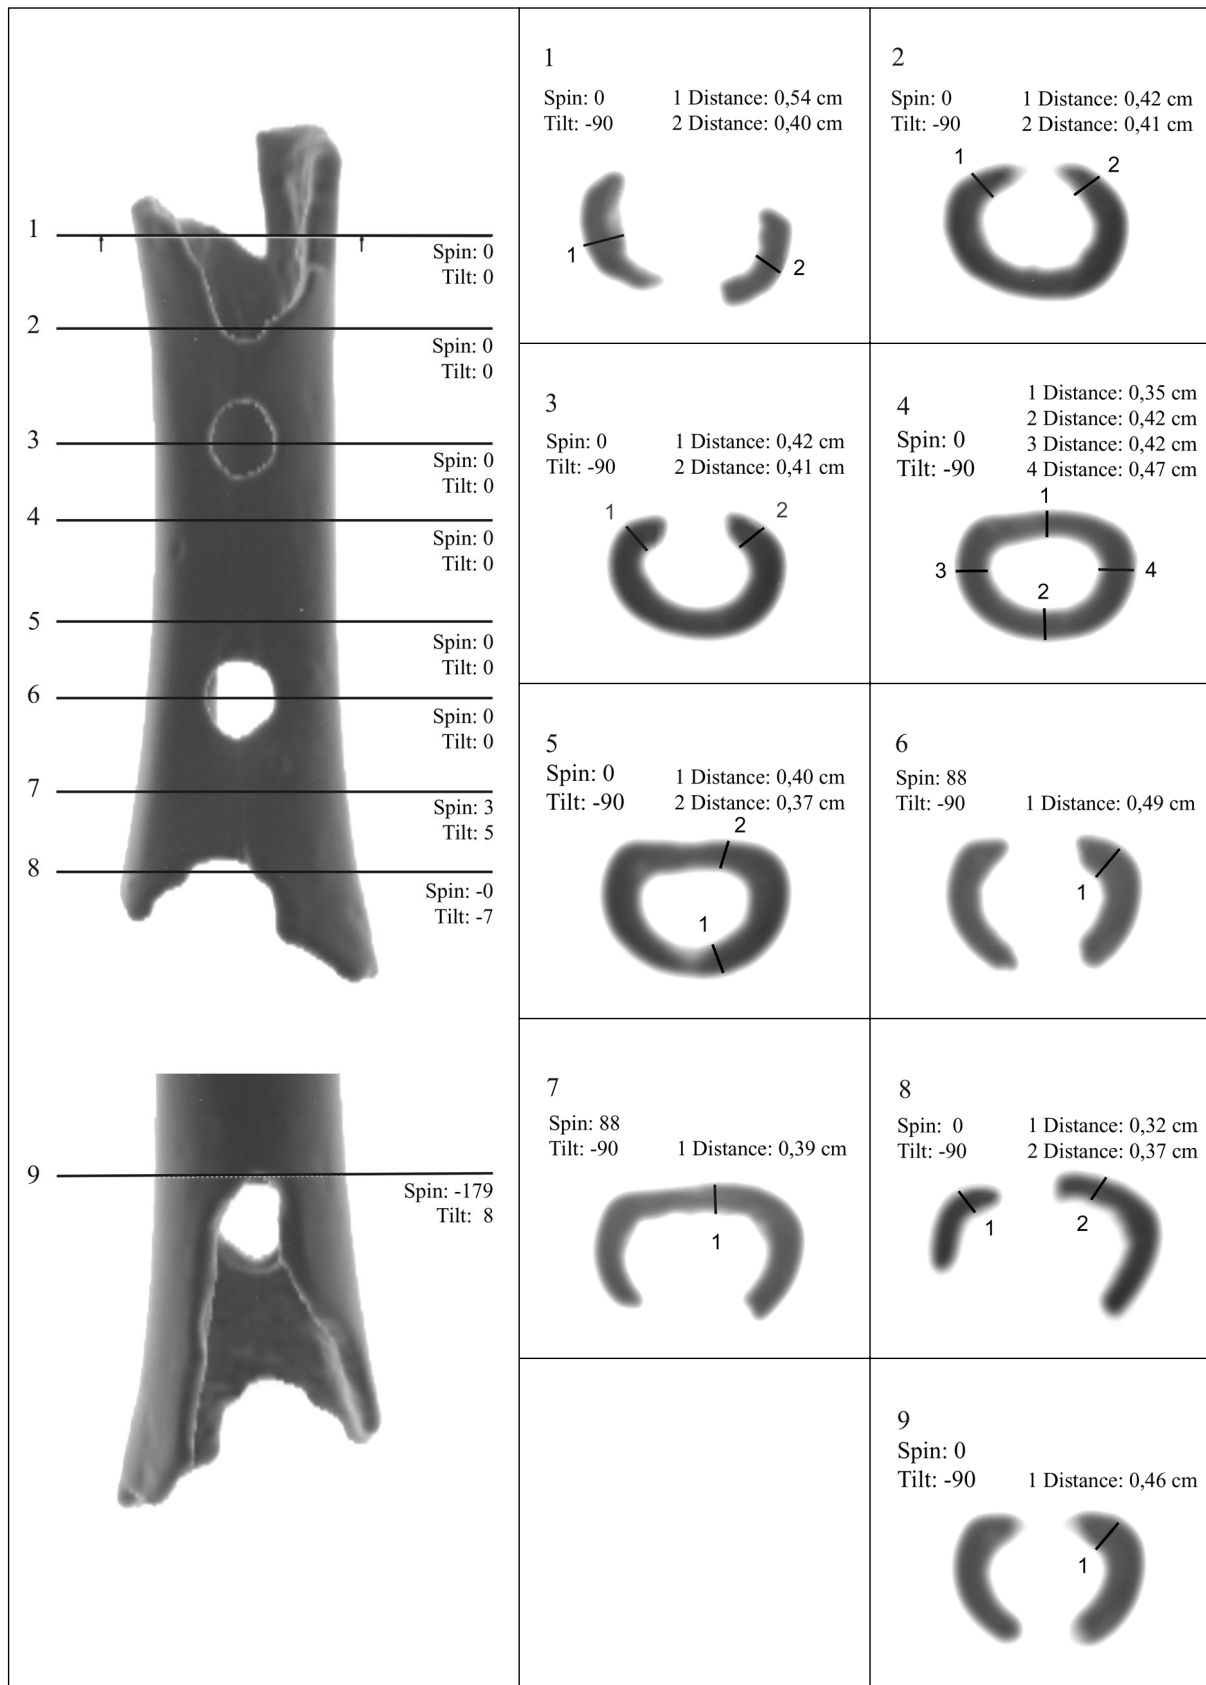 1
Spin: 0
Tilt: 0
2
Spin: 0
Tilt: 0
3
Spin: 0
Tilt: 0
4
Spin: 0
Tilt: 0
5
Spin: 0
Tilt: 0
6
Spin: 0
Tilt: 0
7
Spin: 3
Tilt: 5
8
Spin: -0
Tilt: -7
9
Spin: -179
Tilt: 8
1
Spin: 0 1 Distance: 0,54 cm
Tilt: -90 2 Distance: 0,40 cm
1
2
2
Spin: 0 1 Distance: 0,42 cm
Tilt: -90 2 Distance: 0,41 cm
1
2
3
Spin: 0 1 Distance: 0,42 cm
Tilt: -90 2 Distance: 0,41 cm
1
2
1 Distance: 0,35 cm
4
2 Distance: 0,42 cm
Spin: 0 3 Distance: 0,42 cm
Tilt: -90 4 Distance: 0,47 cm
1
3
4
2
5
Spin: 0 1 Distance: 0,40 cm
Tilt: -90 2 Distance: 0,37 cm
2
1
6
Spin: 88
Tilt: -90 1 Distance: 0,49 cm
1
7
Spin: 88
Tilt: -90 1 Distance: 0,39 cm
1
8
Spin: 0 1 Distance: 0,32 cm
Tilt: -90 2 Distance: 0,37 cm
1
2
9
Spin: 0
Tilt: -90 1 Distance: 0,46 cm
1